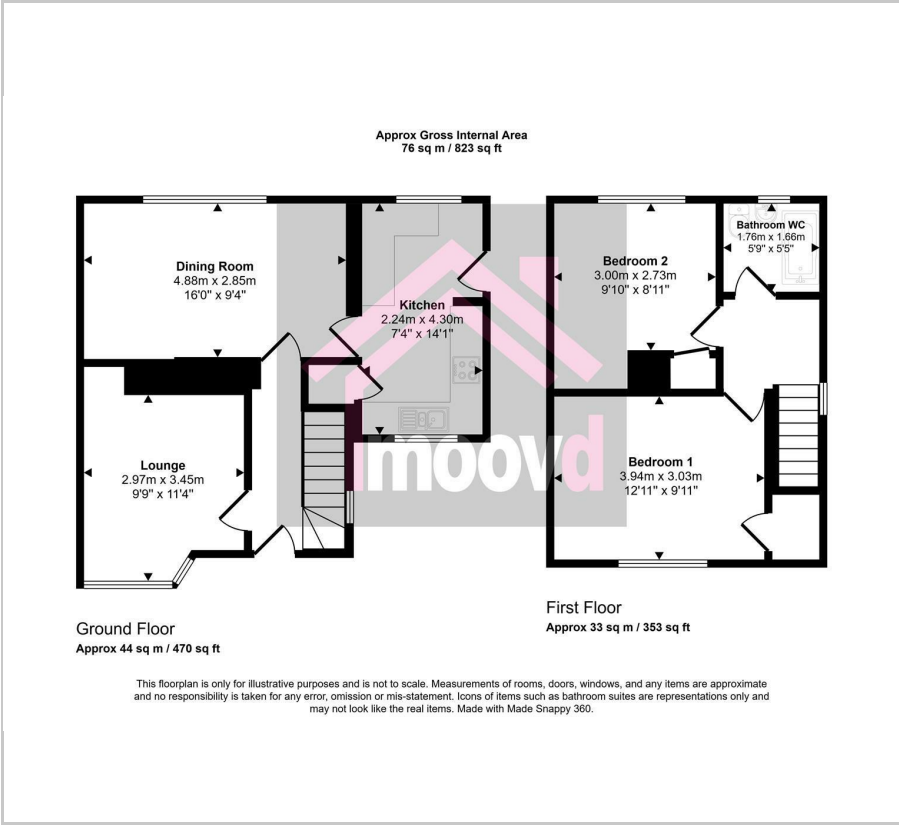 Approx Gross Internal Area
76 sq m / 823 sq ft
Dining Room
4.88m x 2.85m
16'0" x 9'4"
Kitchen
2.24m x 4.30m
7'4" x 14'1"
Lounge
2.97m x 3.45m
9'9" x 11'4"
Bedroom 2
3.00m x 2.73m
9'10" x 8'11"
Bathroom WC
1.76m x 1.66m
5'9" x 5'5"
Bedroom 1
3.94m x 3.03m
12'11" x 9'11"
moovd
Ground Floor
Approx 44 sq m / 470 sq ft
First Floor
Approx 33 sq m / 353 sq ft
This floorplan is only for illustrative purposes and is not to scale. Measurements of rooms, doors, windows, and any items are approximate
and no responsibility is taken for any error, omission or mis-statement. Icons of items such as bathroom suites are representations only and
may not look like the real items. Made with Made Snappy 360.